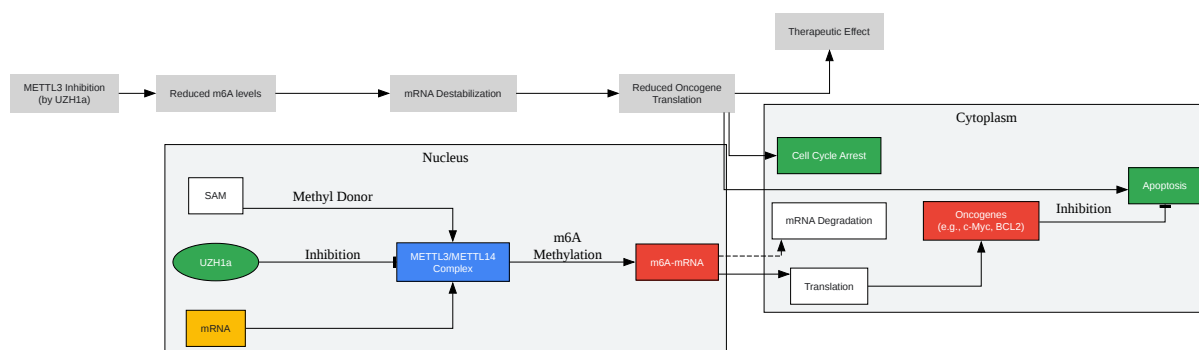 Therapeutic Effect
METTL3 Inhibition
(by UZH1a)
Reduced m6A levels
mRNA Destabilization
Reduced Oncogene
Translation
Cytoplasm
Nucleus
Cell Cycle Arrest
SAM
Methyl Donor
Apoptosis
mRNA Degradation
Oncogenes
(e.g., c-Myc, BCL2)
Inhibition
UZH1a
Inhibition
METTL3/METTL14
Complex
m6A
Methylation
m6A-mRNA
Translation
mRNA